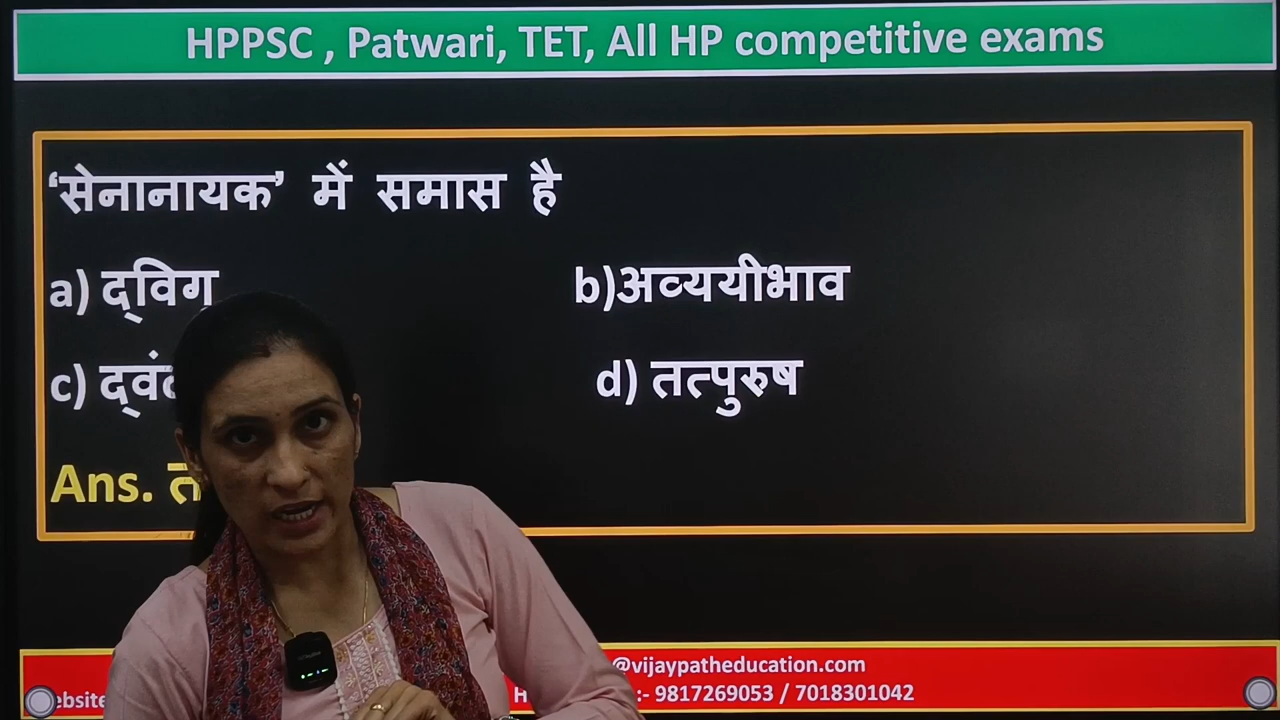 HPPSC , Patwari, TET, All HP competitive exams
‘सेनानायक’ में समास है
a) द्विगु
b)अव्ययीभाव
c)
d) तत्पुरुष
Ans.
@vijaypatheducation.com
:- 9817269053 / 7018301042